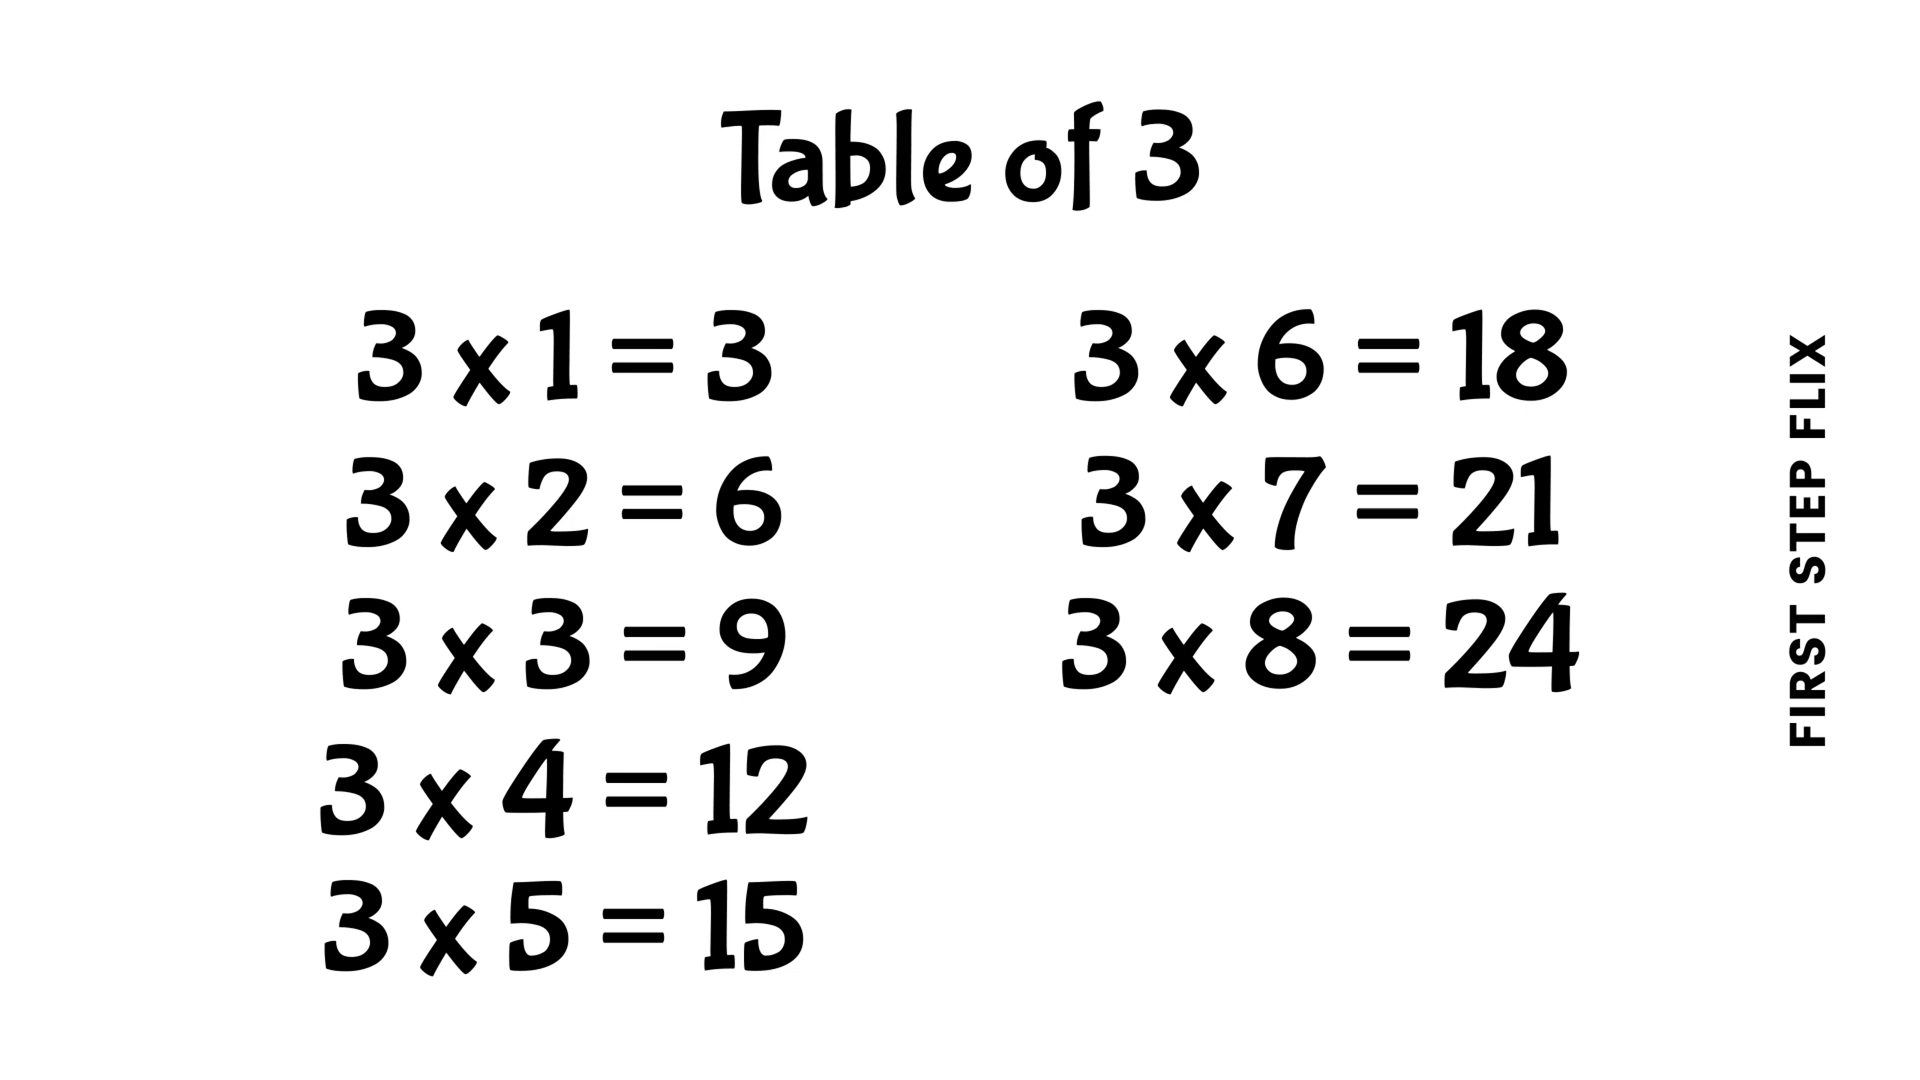 Table of 3
3 x 1 = 3
3 x 2 = 6
3 x 3 = 9
3 x 4 = 12
3 x 5 = 15
3 x 6 = 18
3 x 7 = 21
3 x 8 = 24
FIRST STEP FLIX